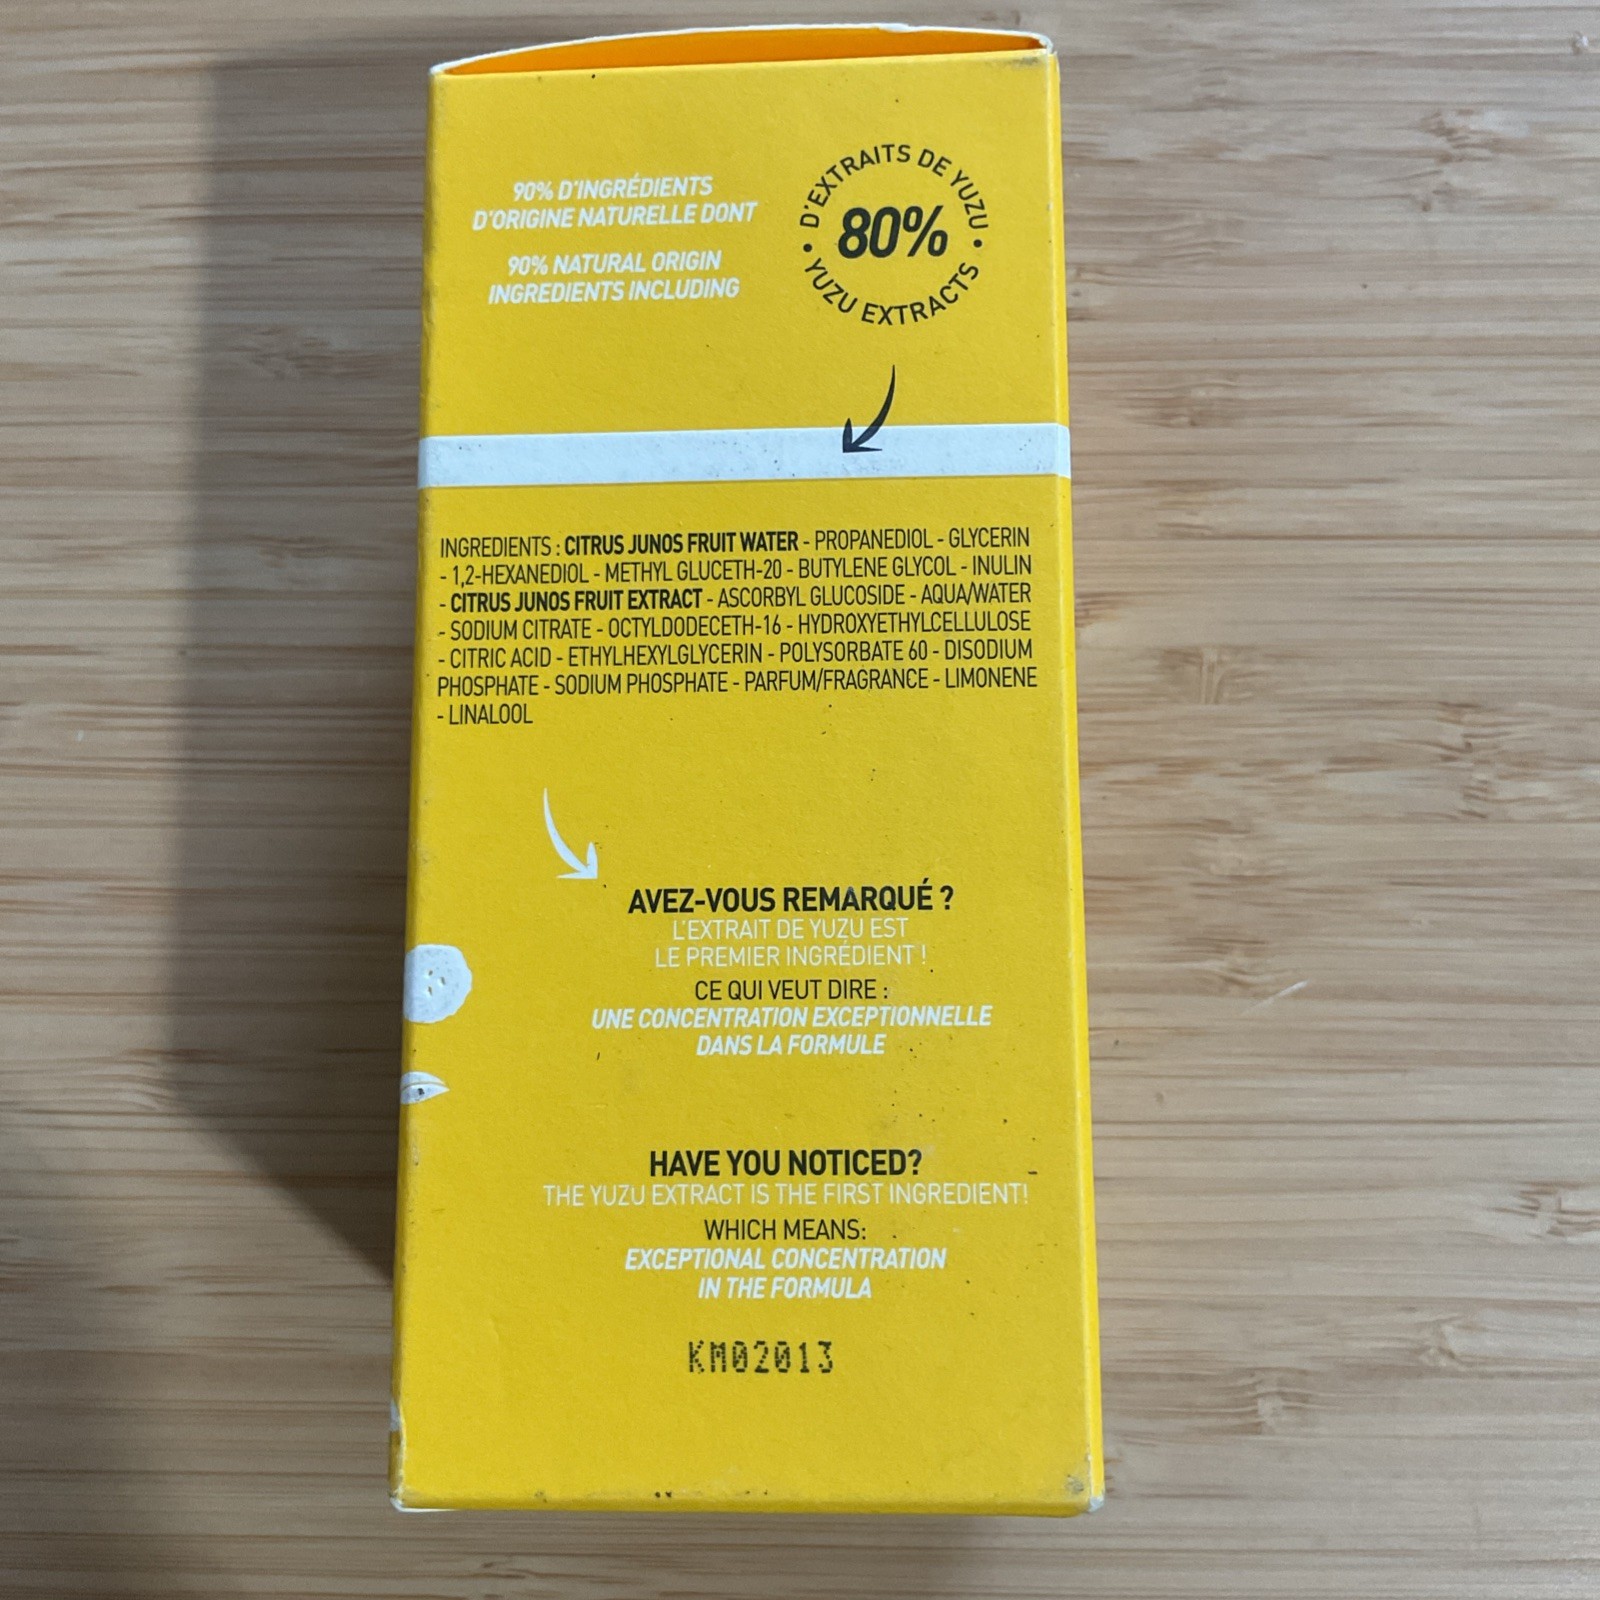 90% D'INGRÉDIENTS
D'ORIGINE NATURELLE DONT
90% NATURAL ORIGIN
INGREDIENTS INCLUDING
• D'EXTRAITS DE YUZU •
80%
YUZU EXTRACTS
INGREDIENTS : CITRUS JUNOS FRUIT WATER - PROPANEDIOL - GLYCERIN
- 1,2-HEXANEDIOL - METHYL GLUCETH-20 - BUTYLENE GLYCOL - INULIN
- CITRUS JUNOS FRUIT EXTRACT - ASCORBYL GLUCOSIDE - AQUA/WATER
- SODIUM CITRATE - OCTYLDODECETH-16 - HYDROXYETHYLCELLULOSE
- CITRIC ACID - ETHYLHEXYLGLYCERIN - POLYSORBATE 60 - DISODIUM
PHOSPHATE - SODIUM PHOSPHATE - PARFUM/FRAGRANCE - LIMONENE
- LINALOOL
AVEZ-VOUS REMARQUÉ ?
L'EXTRAIT DE YUZU EST
LE PREMIER INGRÉDIENT !
CE QUI VEUT DIRE :
UNE CONCENTRATION EXCEPTIONNELLE
DANS LA FORMULE
HAVE YOU NOTICED?
THE YUZU EXTRACT IS THE FIRST INGREDIENT!
WHICH MEANS:
EXCEPTIONAL CONCENTRATION
IN THE FORMULA
KM02013